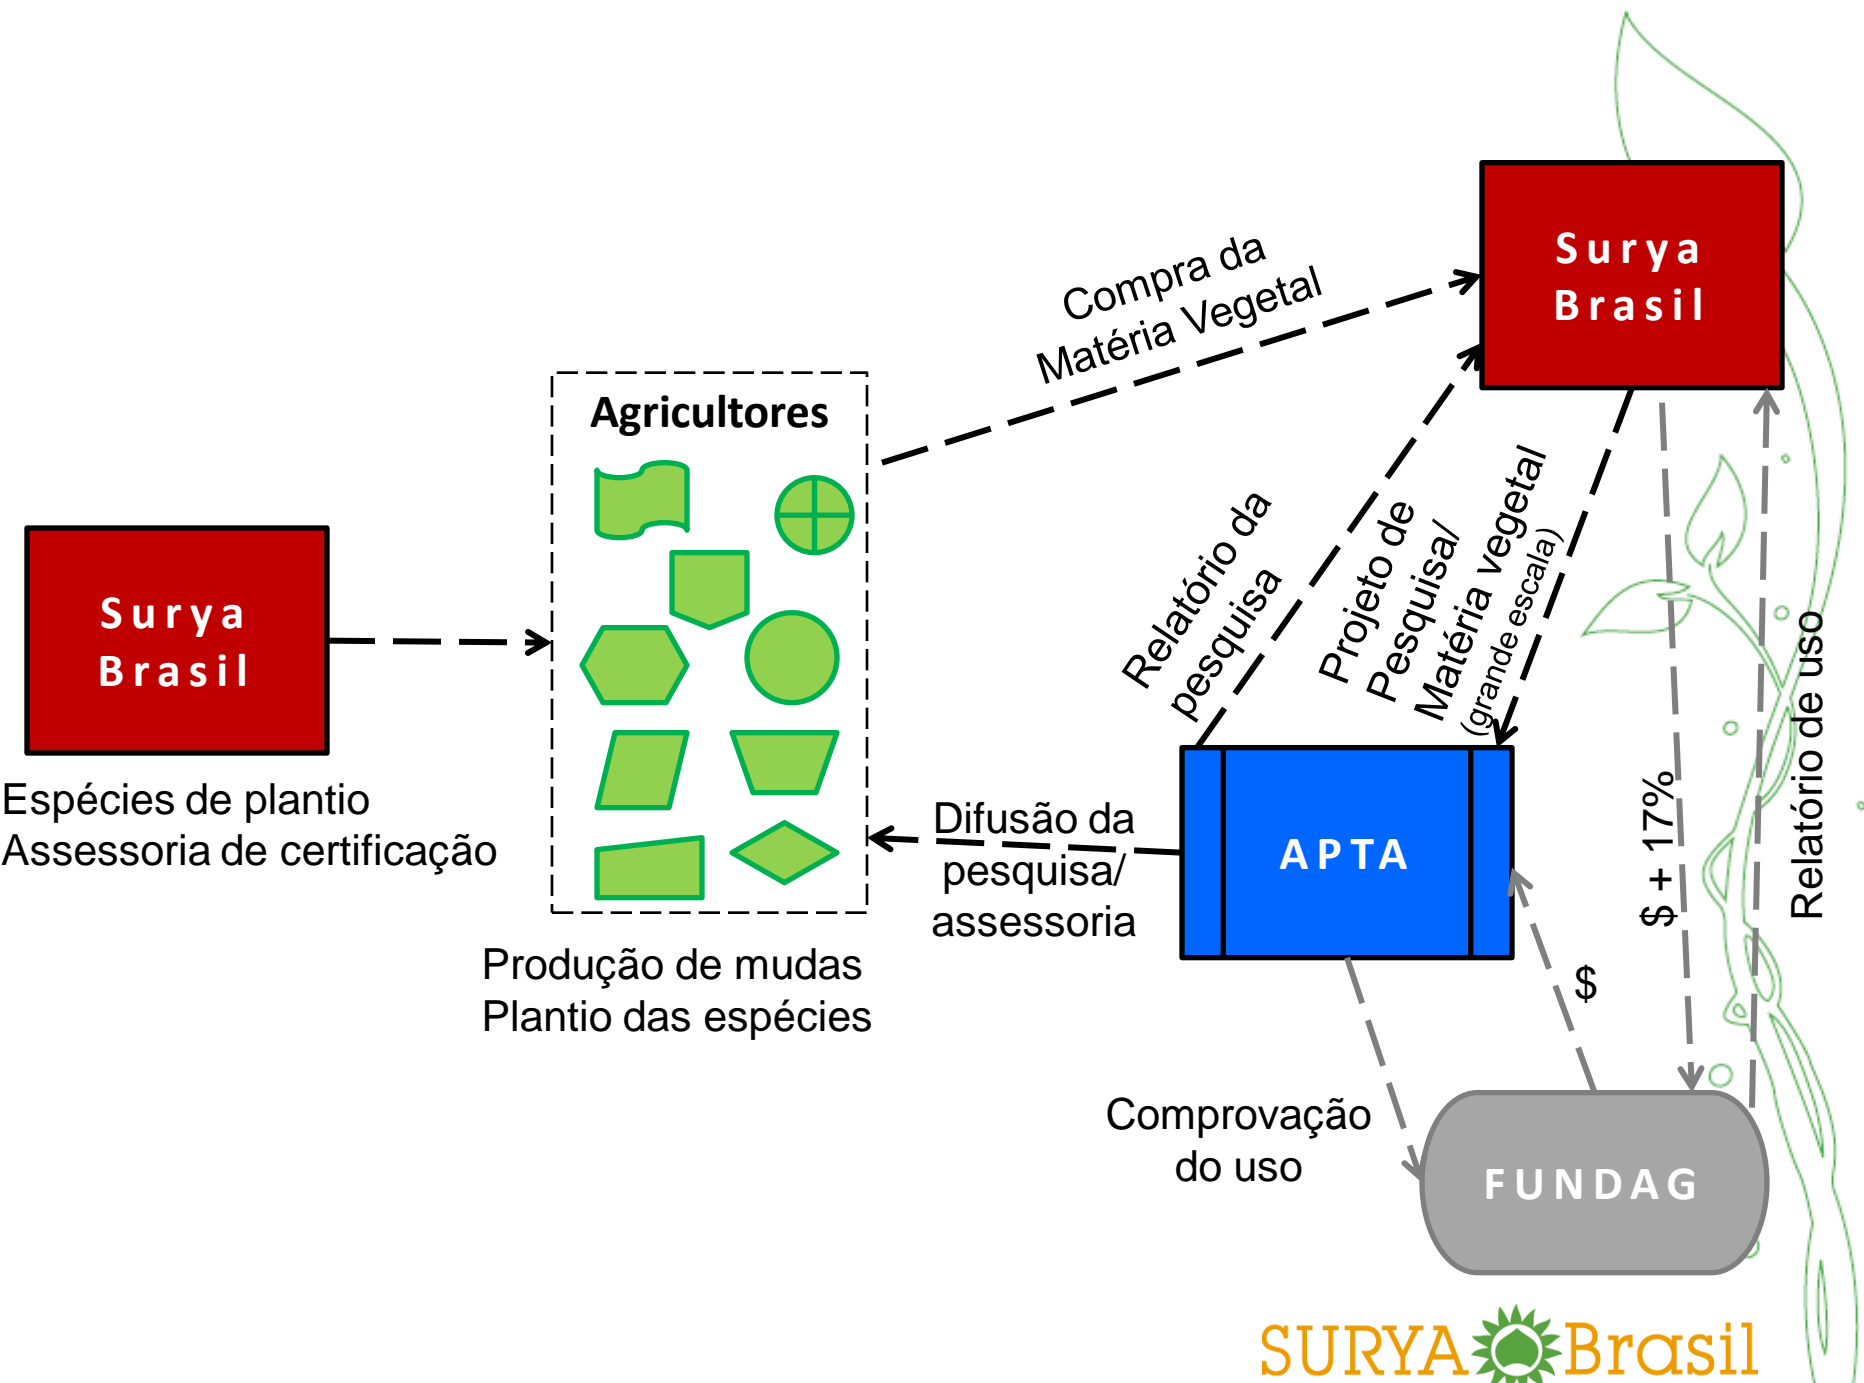 Surya
Brasil
Espécies de plantio
Assessoria de certificação
Agricultores
Produção de mudas
Plantio das espécies
Compra da
Matéria Vegetal
Surya
Brasil
Relatório da
pesquisa
Projeto de
Pesquisa/
Matéria vegetal
(grande escala)
Difusão da
pesquisa/
assessoria
APTA
$ + 17%
Relatório de uso
$
Comprovação
do uso
FUNDAG
SURYA Brasil